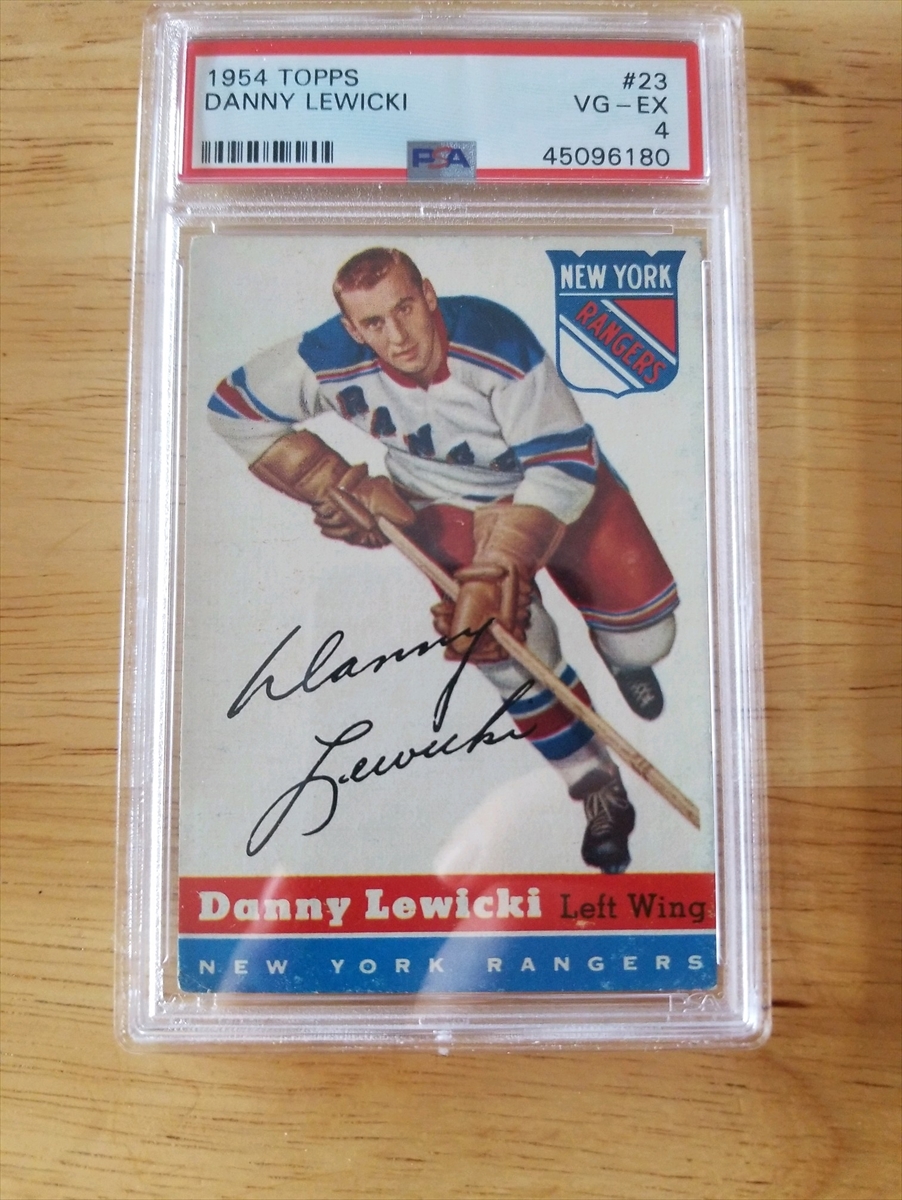 1954 TOPPS #23
DANNY LEWICKI VG-EX
4
PSA 45096180
NEW YORK
RANGERS
RANG
Danny
Lewicki
Danny Lewicki Left Wing
NEW YORK RANGERS